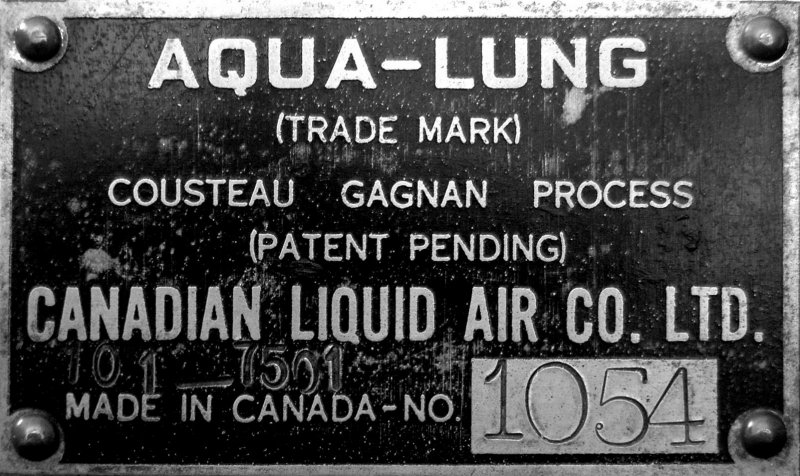 AQUA-LUNG
(TRADE MARK)
COUSTEAU GAGNAN PROCESS
(PATENT PENDING)
CANADIAN LIQUID AIR CO. LTD.
101-7501
MADE IN CANADA-NO. 1054